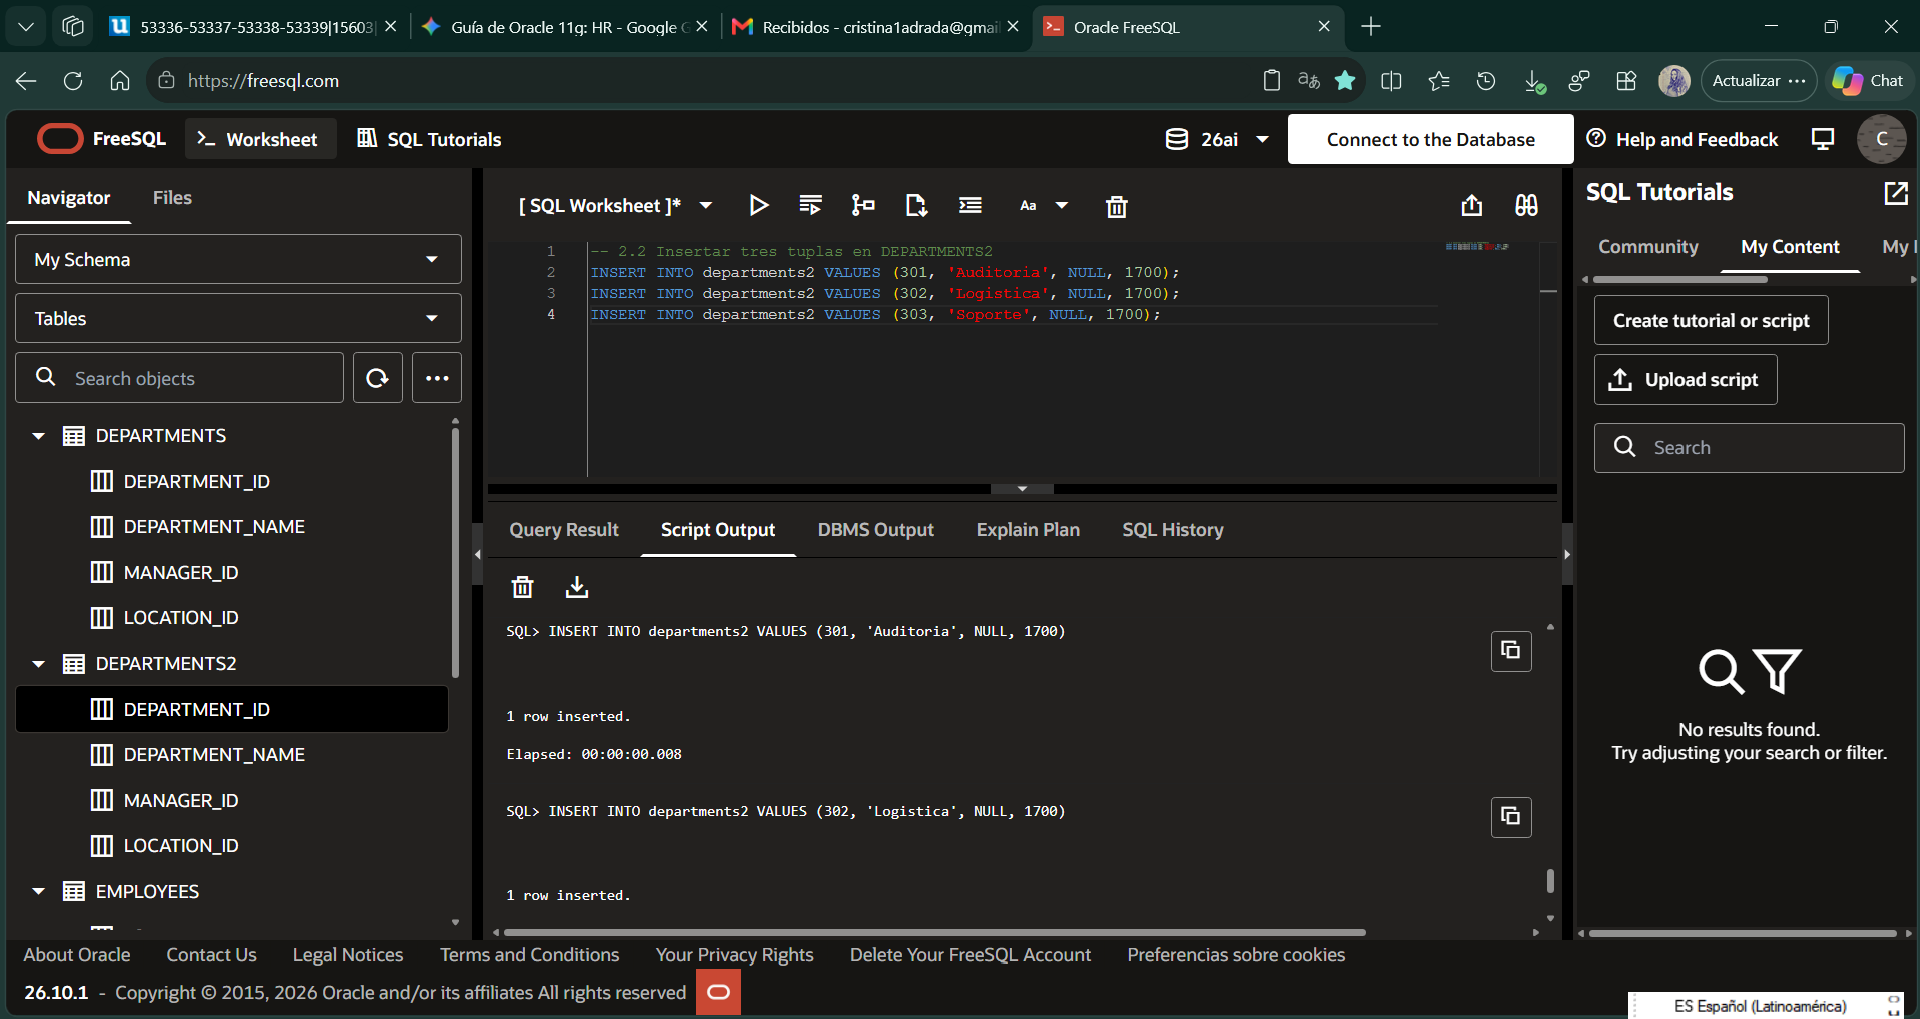 53336-53337-53338-53339|15603|
Guía de Oracle 11g: HR - Google G
Recibidos - cristina1adrada@gmai
Oracle FreeSQL
https://freesql.com
Actualizar
Chat
FreeSQL
Worksheet
SQL Tutorials
26ai
Connect to the Database
Help and Feedback
C
Navigator
Files
My Schema
Tables
Search objects
DEPARTMENTS
DEPARTMENT_ID
DEPARTMENT_NAME
MANAGER_ID
LOCATION_ID
DEPARTMENTS2
DEPARTMENT_ID
DEPARTMENT_NAME
MANAGER_ID
LOCATION_ID
EMPLOYEES
[ SQL Worksheet ]*
Aa
1 -- 2.2 Insertar tres tuplas en DEPARTMENTS2
2 INSERT INTO departments2 VALUES (301, 'Auditoria', NULL, 1700);
3 INSERT INTO departments2 VALUES (302, 'Logistica', NULL, 1700);
4 INSERT INTO departments2 VALUES (303, 'Soporte', NULL, 1700);
Query Result
Script Output
DBMS Output
Explain Plan
SQL History
SQL> INSERT INTO departments2 VALUES (301, 'Auditoria', NULL, 1700)
1 row inserted.
Elapsed: 00:00:00.008
SQL> INSERT INTO departments2 VALUES (302, 'Logistica', NULL, 1700)
1 row inserted.
SQL Tutorials
Community
My Content
My
Create tutorial or script
Upload script
Search
No results found.
Try adjusting your search or filter.
About Oracle
Contact Us
Legal Notices
Terms and Conditions
Your Privacy Rights
Delete Your FreeSQL Account
Preferencias sobre cookies
26.10.1 - Copyright © 2015, 2026 Oracle and/or its affiliates All rights reserved
ES Español (Latinoamérica)